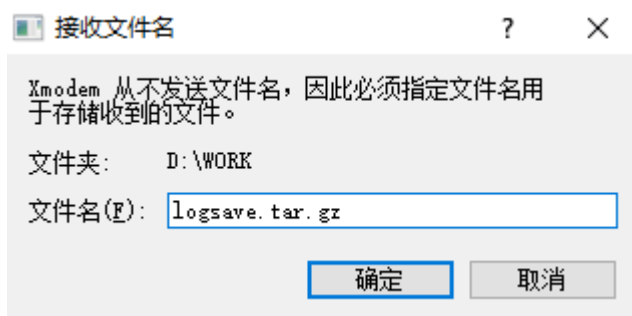 接收文件名
Xmodem 从不发送文件名，因此必须指定文件名用
于存储收到的文件。
文件夹: D:\WORK
文件名(F): logsave.tar.gz
确定 取消